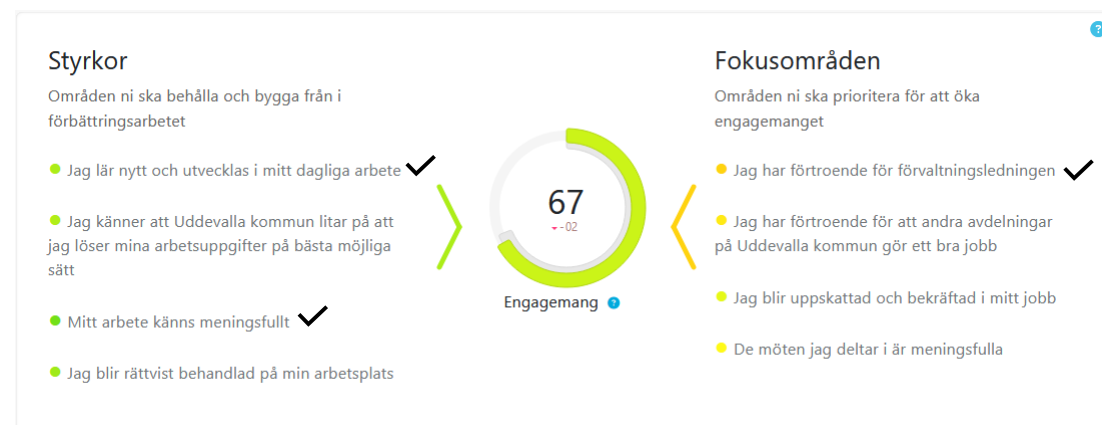 Styrkor
Områden ni ska behålla och bygga från i
förbättringsarbetet
Jag lär nytt och utvecklas i mitt dagliga arbete
Jag känner att Uddevalla kommun litar på att
jag löser mina arbetsuppgifter på bästa möjliga
sätt
Mitt arbete känns meningsfullt
Jag blir rättvist behandlad på min arbetsplats
67
-02
Engagemang ?
?
Fokusområden
Områden ni ska prioritera för att öka
engagemanget
Jag har förtroende för förvaltningsledningen
Jag har förtroende för att andra avdelningar
på Uddevalla kommun gör ett bra jobb
Jag blir uppskattad och bekräftad i mitt jobb
De möten jag deltar i är meningsfulla